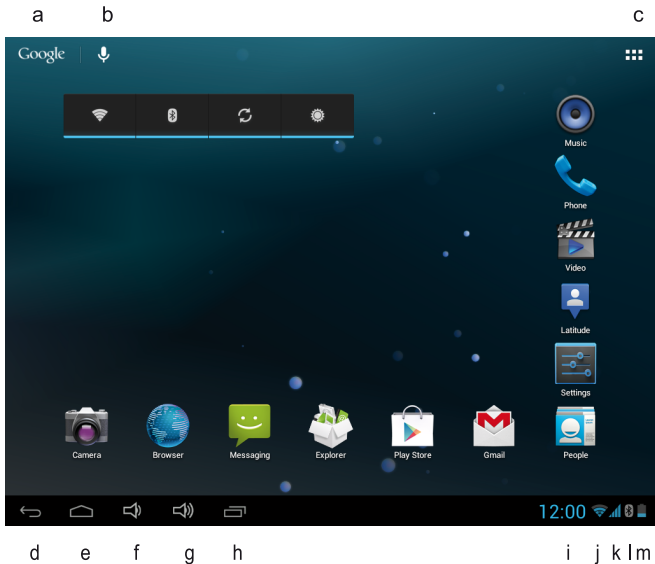 a b c
Google
Music
Phone
Video
Latitude
Settings
Camera Browser Messaging Explorer Play Store Gmail People
12:00
d e f g h i j k l m